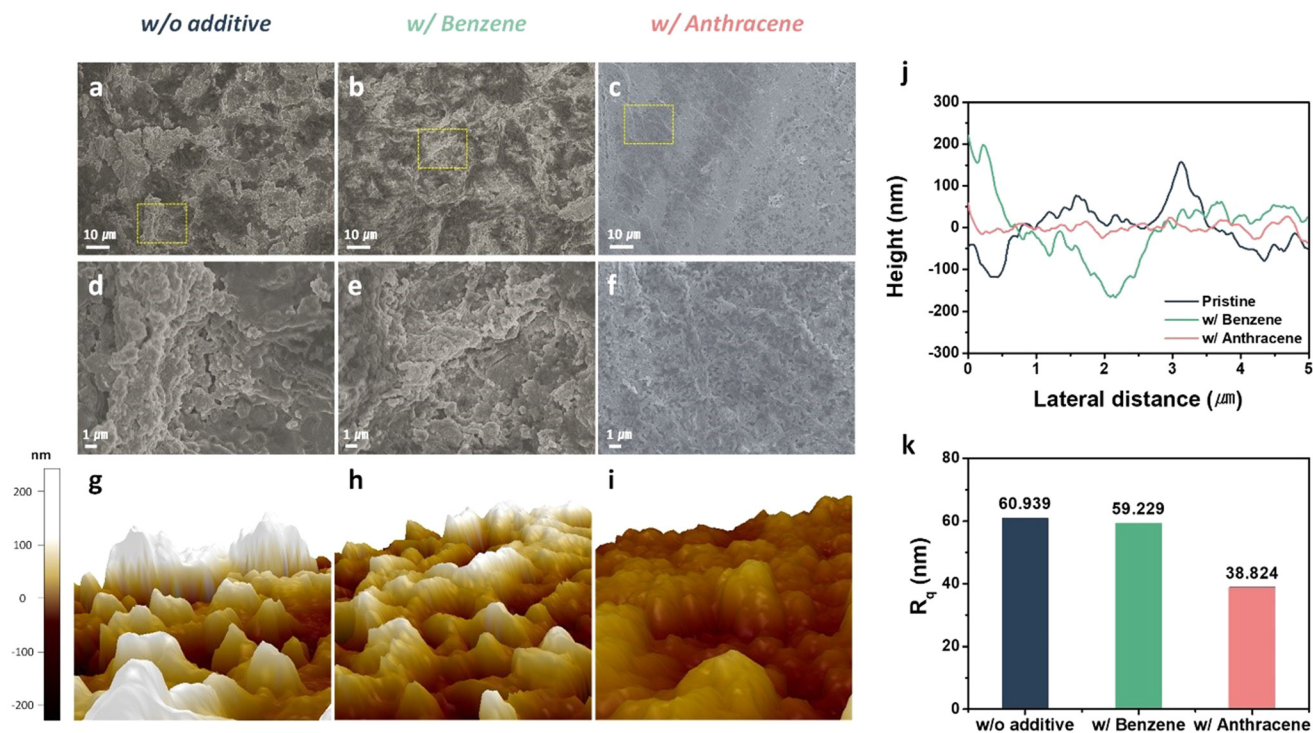 w/o additive
w/ Benzene
w/ Anthracene
a
10 μm
b
10 μm
c
10 μm
d
1 μm
e
1 μm
f
1 μm
nm
200
100
0
-100
-200
g
h
i
j
300
200
100
0
-100
-200
-300
Height (nm)
Pristine
w/ Benzene
w/ Anthracene
0 1 2 3 4 5
Lateral distance (μm)
k
80
60
40
20
0
Rq (nm)
60.939
59.229
38.824
w/o additive w/ Benzene w/ Anthracene